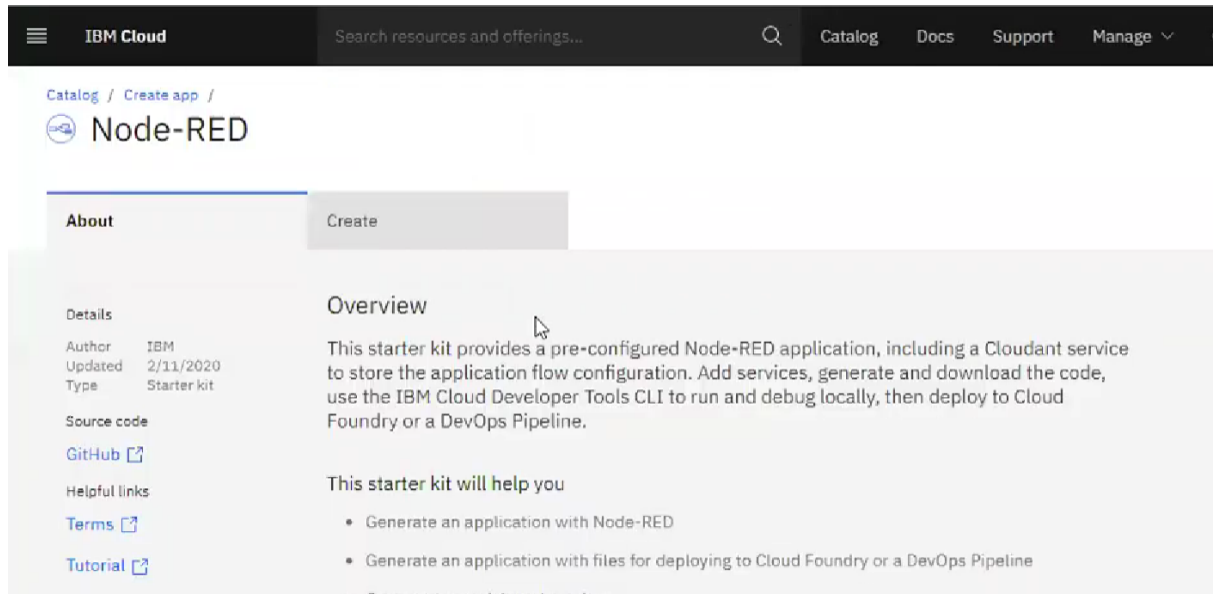 IBM Cloud
Search resources and offerings...
Catalog
Docs
Support
Manage
Catalog / Create app /
Node-RED
About
Create
Details
Author IBM
Updated 2/11/2020
Type Starter kit
Source code
GitHub
Helpful links
Terms
Tutorial
Overview
This starter kit provides a pre-configured Node-RED application, including a Cloudant service
to store the application flow configuration. Add services, generate and download the code,
use the IBM Cloud Developer Tools CLI to run and debug locally, then deploy to Cloud
Foundry or a DevOps Pipeline.
This starter kit will help you
• Generate an application with Node-RED
• Generate an application with files for deploying to Cloud Foundry or a DevOps Pipeline